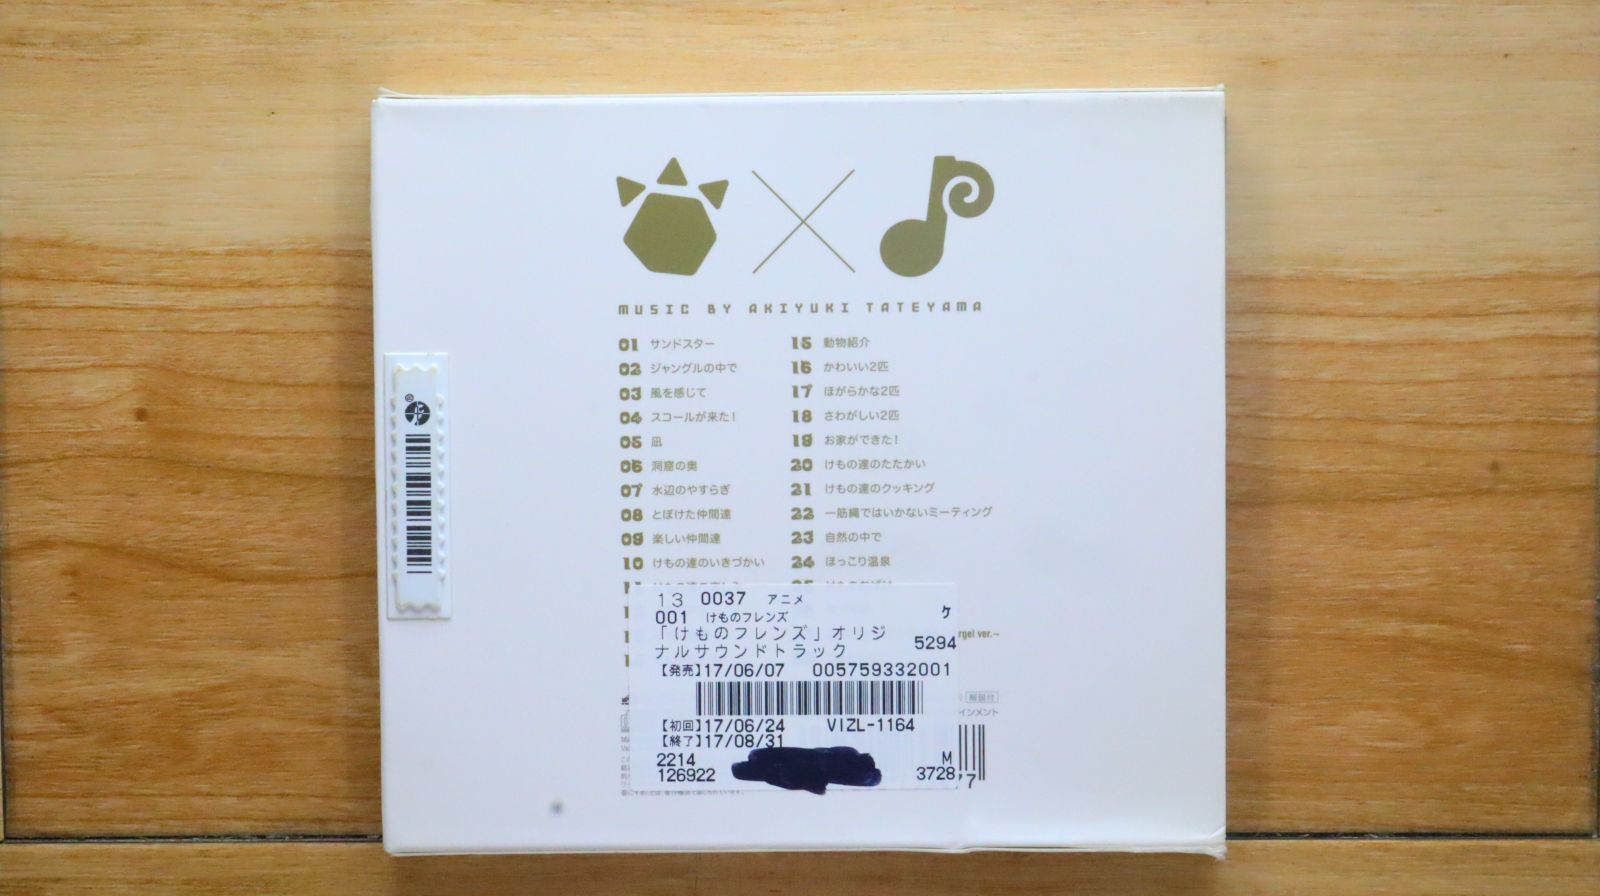 MUSIC BY AKIYUKI TATEYAMA
01 サンドスター
02 ジャングルの中で
03 風を感じて
04 スコールが来た!
05 凪
06 洞窟の奥
07 水辺のやすらぎ
08 とぼけた仲間達
09 楽しい仲間達
10 けもの達のいきづかい
15 動物紹介
16 かわいい2匹
17 ほがらかな2匹
18 さわがしい2匹
19 お家ができた!
20 けもの達のたたかい
21 けもの達のクッキング
22 一筋縄ではいかないミーティング
23 自然の中で
24 ほっこり温泉
rgel ver.~
解説付
インメント
13 0037 アニメ
001 けものフレンズ ケ
「けものフレンズ」オリジ
ナルサウンドトラック 5294
【発売】17/06/07 005759332001
【初回】17/06/24 VIZL-1164
【終了】17/08/31
2214 M
126922 3728
7